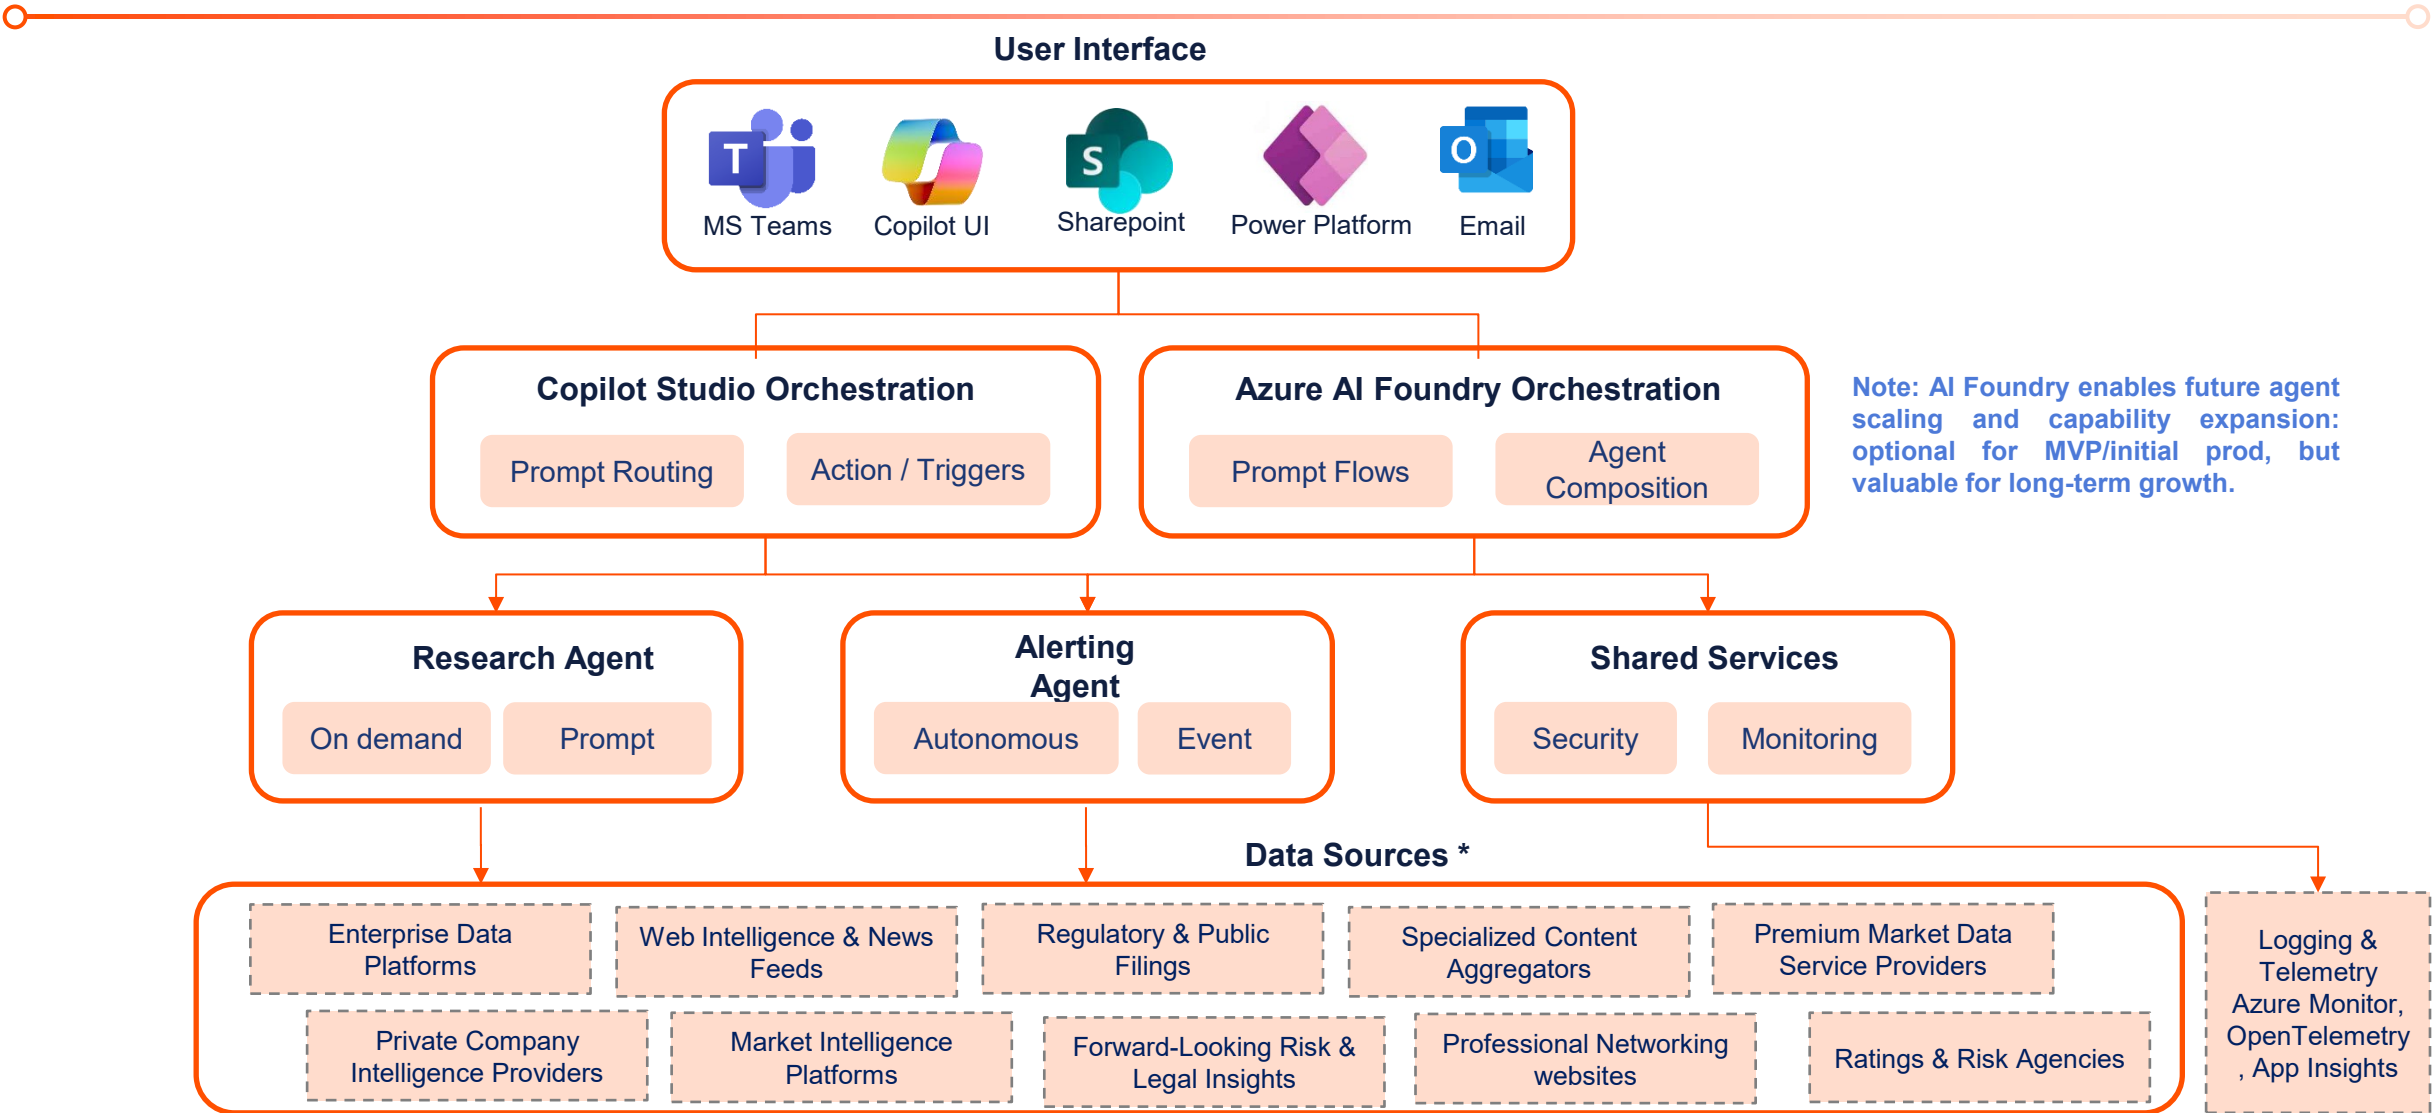 User Interface
T
S
O
MS Teams
Copilot UI
Sharepoint
Power Platform
Email
Copilot Studio Orchestration
Prompt Routing
Action / Triggers
Azure AI Foundry Orchestration
Prompt Flows
Agent
Composition
Note: AI Foundry enables future agent
scaling and capability expansion:
optional for MVP/initial prod, but
valuable for long-term growth.
Research Agent
On demand
Prompt
Alerting
Agent
Autonomous
Event
Shared Services
Security
Monitoring
Data Sources *
Enterprise Data
Platforms
Web Intelligence & News
Feeds
Regulatory & Public
Filings
Specialized Content
Aggregators
Premium Market Data
Service Providers
Private Company
Intelligence Providers
Market Intelligence
Platforms
Forward-Looking Risk &
Legal Insights
Professional Networking
websites
Ratings & Risk Agencies
Logging &
Telemetry
Azure Monitor,
OpenTelemetry
, App Insights